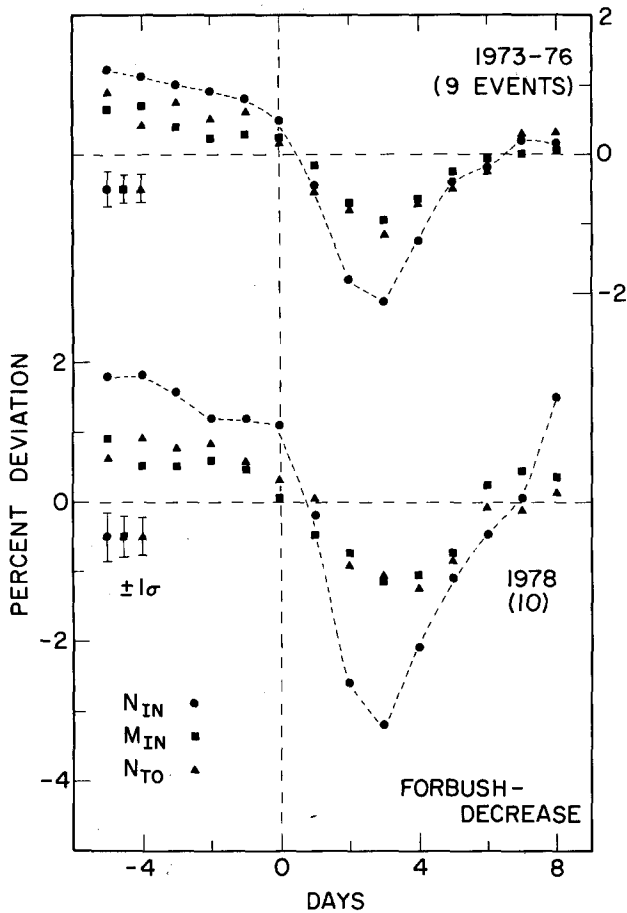 2
1973-76
(9 EVENTS)
0
-2
2
0
-2
-4
PERCENT DEVIATION
±1σ
1978
(10)
N_IN ●
M_IN ■
N_TO ▲
FORBUSH-
DECREASE
-4 0 4 8
DAYS